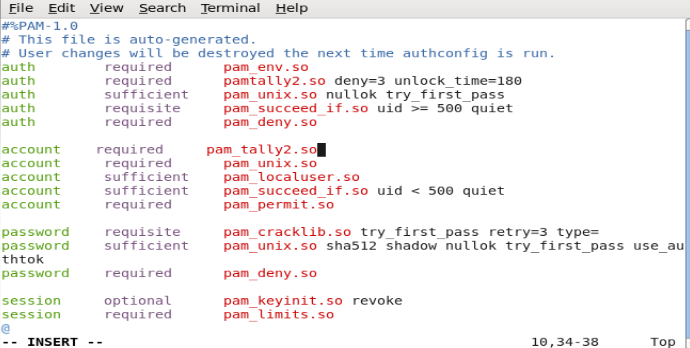 File Edit View Search Terminal Help
#%PAM-1.0
# This file is auto-generated.
# User changes will be destroyed the next time authconfig is run.
auth required pam_env.so
auth required pamtally2.so deny=3 unlock_time=180
auth sufficient pam_unix.so nullok try_first_pass
auth requisite pam_succeed_if.so uid >= 500 quiet
auth required pam_deny.so
account required pam_tally2.so
account required pam_unix.so
account sufficient pam_localuser.so
account sufficient pam_succeed_if.so uid < 500 quiet
account required pam_permit.so
password requisite pam_cracklib.so try_first_pass retry=3 type=
password sufficient pam_unix.so sha512 shadow nullok try_first_pass use_au
thtok
password required pam_deny.so
session optional pam_keyinit.so revoke
session required pam_limits.so
@
-- INSERT -- 10,34-38 Top